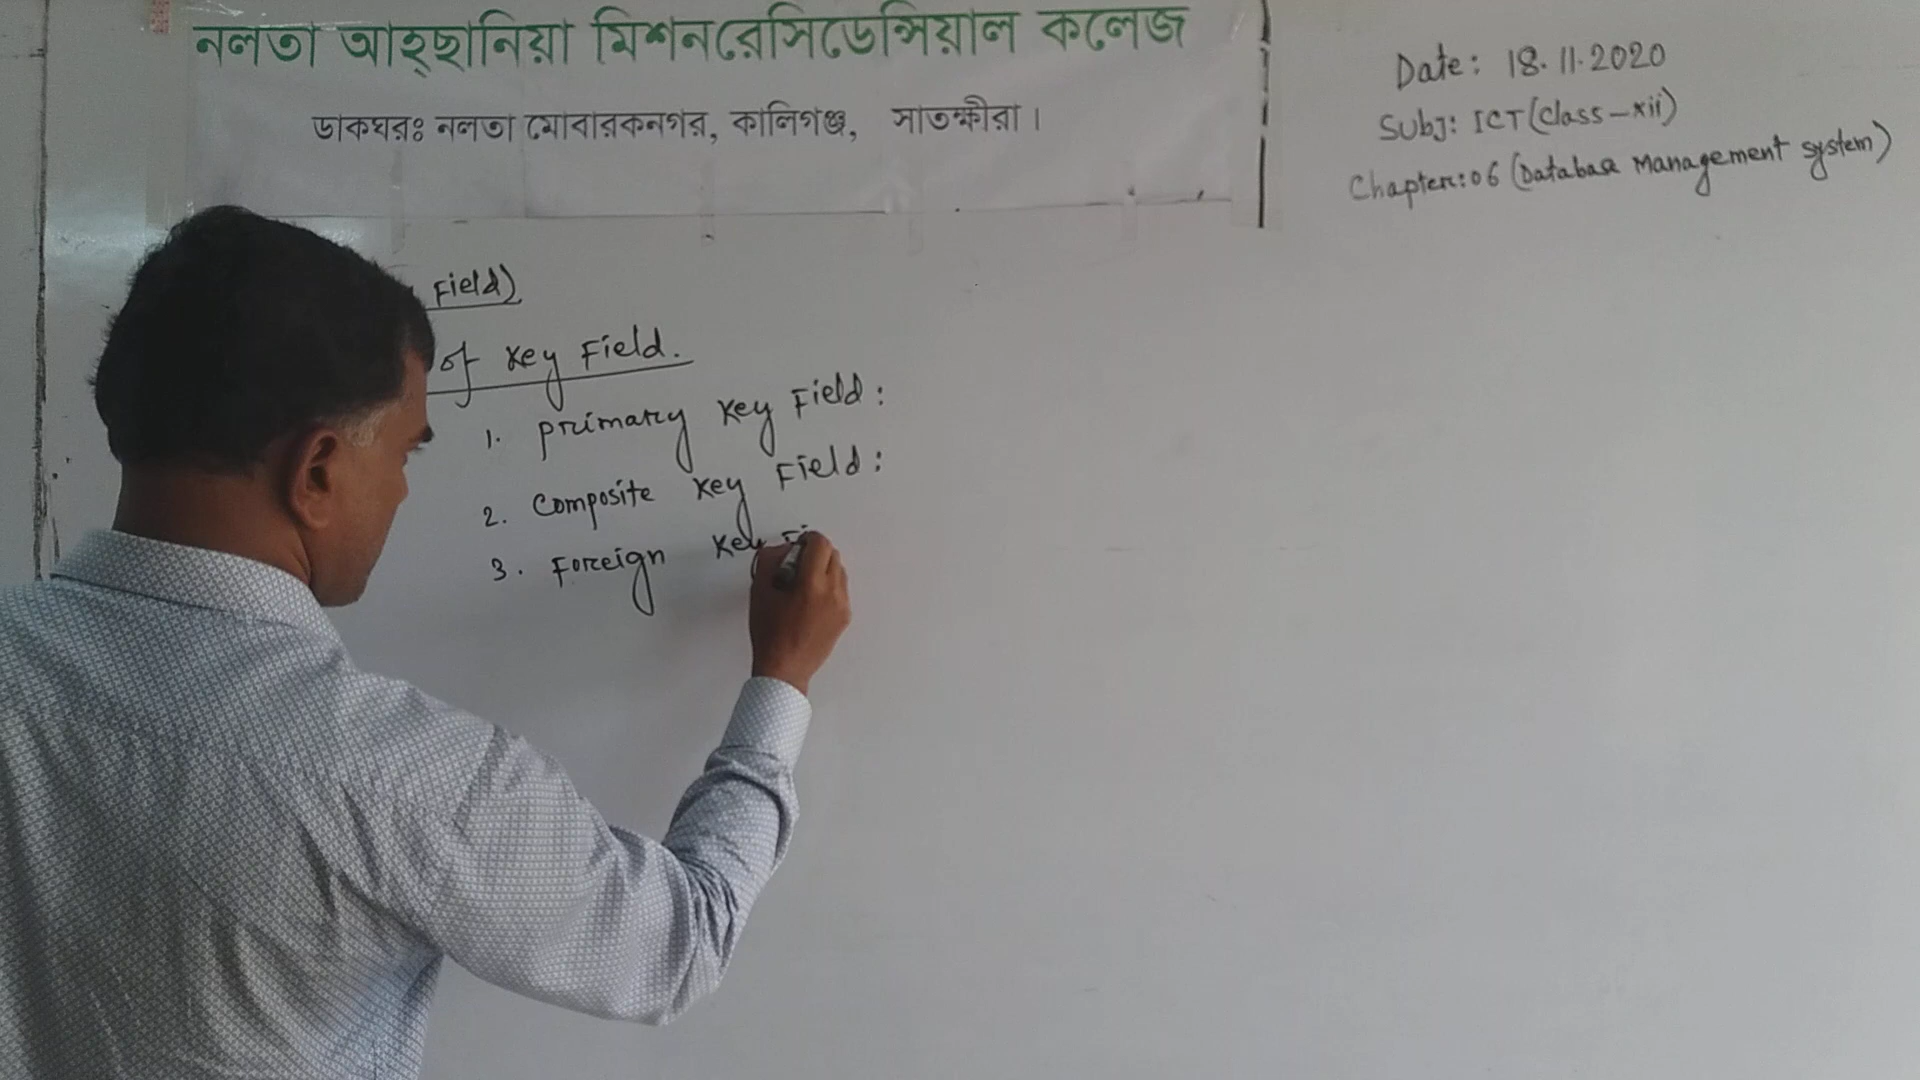 নলতা আহ্ছানিয়া মিশনরেসিডেন্সিয়াল কলেজ
ডাকঘরঃ নলতা মোবারকনগর, কালিগঞ্জ, সাতক্ষীরা।
Date: 18.11.2020
Subj: ICT (Class-xii)
Chapter: 06 (Database Management system)
Field)
of Key Field.
1. Primary Key Field:
2. Composite Key Field:
3. Foreign Key